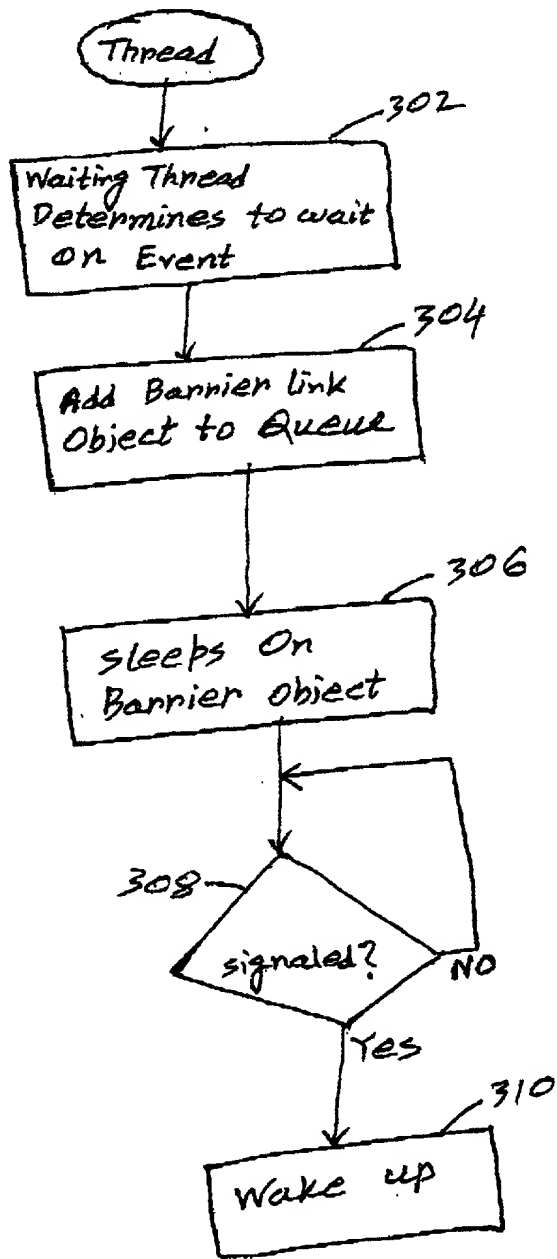 Thread
302
Waiting Thread
Determines to wait
On Event
304
Add Barrier link
Object to Queue
306
Sleeps On
Barrier Object
308
signaled?
NO
Yes
310
Wake up